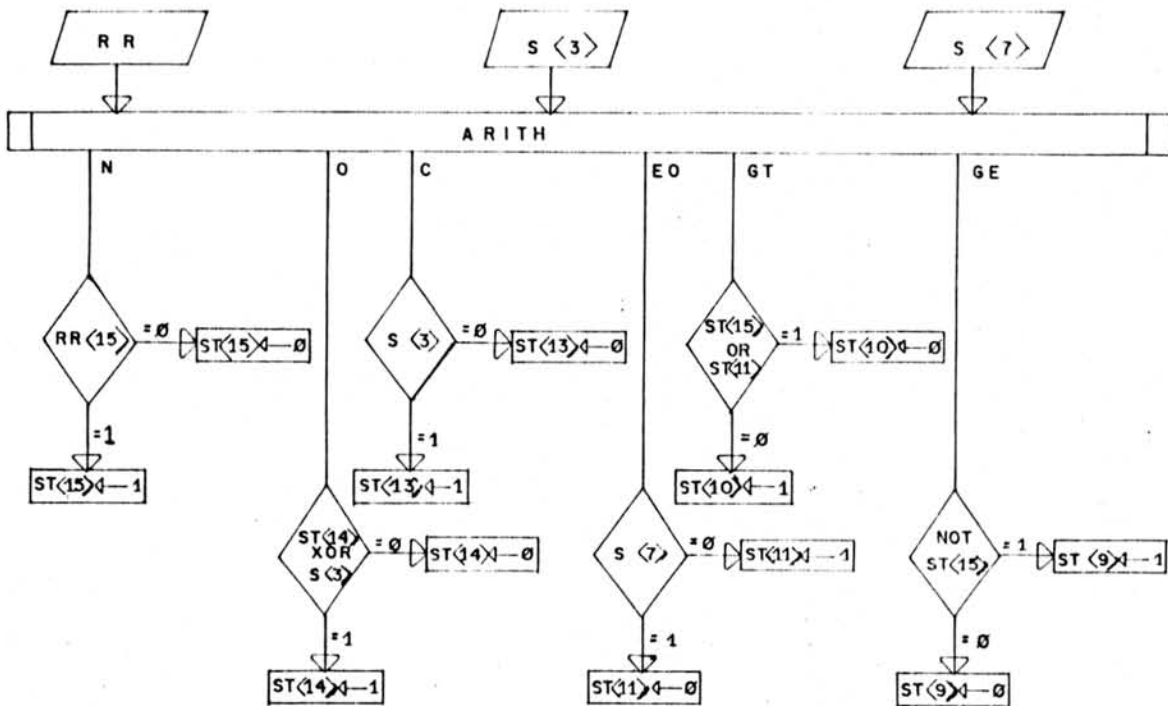 RR
S ⟨3⟩
S ⟨7⟩
ARITH
N
O
C
EO
GT
GE
RR⟨15⟩
=Ø
ST⟨15⟩◁—Ø
=1
ST⟨15⟩◁—1
ST⟨14⟩
XOR
S⟨3⟩
=Ø
ST⟨14⟩◁—Ø
=1
ST⟨14⟩◁—1
S ⟨3⟩
=Ø
ST⟨13⟩◁—Ø
=1
ST⟨13⟩◁—1
S ⟨7⟩
=Ø
ST⟨11⟩◁—1
=1
ST⟨11⟩◁—Ø
ST⟨15⟩
OR
ST⟨11⟩
=1
ST⟨10⟩◁—Ø
=Ø
ST⟨10⟩◁—1
NOT
ST⟨15⟩
=1
ST ⟨9⟩◁—1
=Ø
ST⟨9⟩◁—Ø